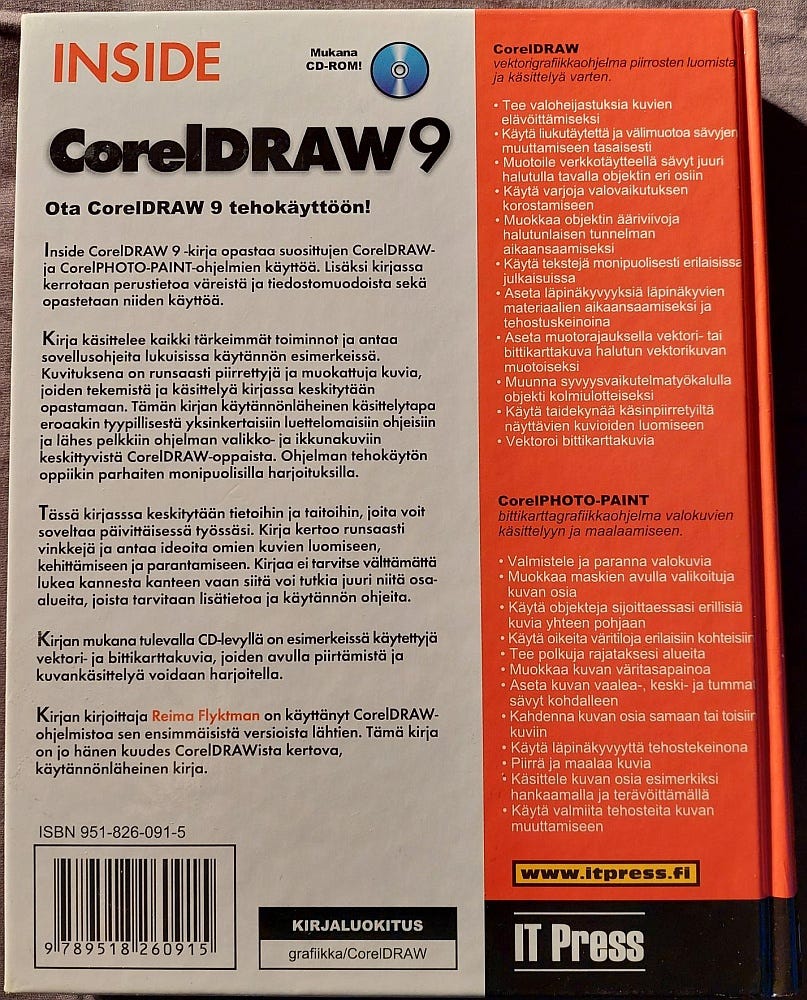 INSIDE
Mukana
CD-ROM!
CorelDRAW 9
Ota CorelDRAW 9 tehokäyttöön!
Inside CorelDRAW 9 -kirja opastaa suosittujen CorelDRAW-
ja CorelPHOTO-PAINT-ohjelmien käyttöä. Lisäksi kirjassa
kerrotaan perustietoa väreistä ja tiedostomuodoista sekä
opastetaan niiden käyttöä.
Kirja käsittelee kaikki tärkeimmät toiminnot ja antaa
sovellusohjeita lukuisissa käytännön esimerkeissä.
Kuvituksena on runsaasti piirrettyjä ja mukattuja kuvia,
joiden tekemistä ja käsittelyä kirjassa keskitytään
opastamaan. Tämän kirjan käytännönläheinen käsittelytapa
eroaakin tyypillisestä yksinkertaisiin luettelomaisiin ohjeisiin
ja lähes pelkkiin ohjelman valikko- ja ikkunakuviin
keskittyvistä CorelDRAW-oppaista. Ohjelman tehokäytön
oppiikin parhaiten monipuolisilla harjoituksilla.
Tässä kirjasssa keskitytään tietoihin ja taitoihin, joita voit
soveltaa päivittäisessä työssäsi. Kirja kertoo runsaasti
vinkkejä ja antaa ideoita omien kuvien luomiseen,
kehittämiseen ja parantamiseen. Kirjaa ei tarvitse välttämättä
lukea kannesta kanteen vaan siitä voi tutkia juuri niitä osa-
alueita, joista tarvitaan lisätietoa ja käytännön ohjeita.
Kirjan mukana tulevalla CD-levyllä on esimerkeissä käytettyjä
vektori- ja bittikarttakuvia, joiden avulla piirtämistä ja
kuvankäsittelyä voidaan harjoitella.
Kirjan kirjoittaja Reima Flyktman on käyttänyt CorelDRAW-
ohjelmistoa sen ensimmäisistä versioista lähtien. Tämä kirja
on jo hänen kuudes CorelDRAWista kertova,
käytännönläheinen kirja.
ISBN 951-826-091-5
9 789518 260915
KIRJALUOKITUS
grafiikka/CorelDRAW
CorelDRAW
vektorigrafiikkaohjelma piirrosten luomista
ja käsittelyä varten.
• Tee valoheijastuksia kuvien
elävöittämiseksi
• Käytä liukutäytettä ja välimuotoa sävyjen
muuttamiseen tasaisesti
• Muotoile verkkotäytteellä sävyt juuri
halutulla tavalla objektin eri osiin
• Käytä varjoja valovaikutuksen
korostamiseen
• Muokkaa objektin ääriviivoja
halutunlaisen tunnelman
aikaansaamiseksi
• Käytä tekstejä monipuolisesti erilaisissa
julkaisuissa
• Aseta läpinäkyvyyksiä läpinäkyvien
materiaalien aikaansaamiseksi ja
tehostuskeinoina
• Aseta muotorajauksella vektori- tai
bittikarttakuva halutun vektorikuvan
muotoiseksi
• Muunna syvyysvaikutelmatyökalulla
objekti kolmiulotteiseksi
• Käytä taidekynää käsinpiirretyiltä
näyttävien kuvioiden luomiseen
• Vektoroi bittikarttakuvia
CorelPHOTO-PAINT
bittikarttagrafiikkaohjelma valokuvien
käsittelyyn ja maalaamiseen.
• Valmistele ja paranna valokuvia
• Muokkaa maskien avulla valikoituja
kuvan osia
• Käytä objekteja sijoittaessasi erillisiä
kuvia yhteen pohjaan
• Käytä oikeita väritiloja erilaisiin kohteisiin
• Tee polkuja rajataksesi alueita
• Muokkaa kuvan väritasapainoa
• Aseta kuvan vaalea-, keski- ja tummat
sävyt kohdalleen
• Kahdenna kuvan osia samaan tai toisiin
kuviin
• Käytä läpinäkyvyyttä tehostekeinona
• Piirrä ja maalaa kuvia
• Käsittele kuvan osia esimerkiksi
hankaamalla ja terävöittämällä
• Käytä valmiita tehosteita kuvan
muuttamiseen
www.itpress.fi
IT Press